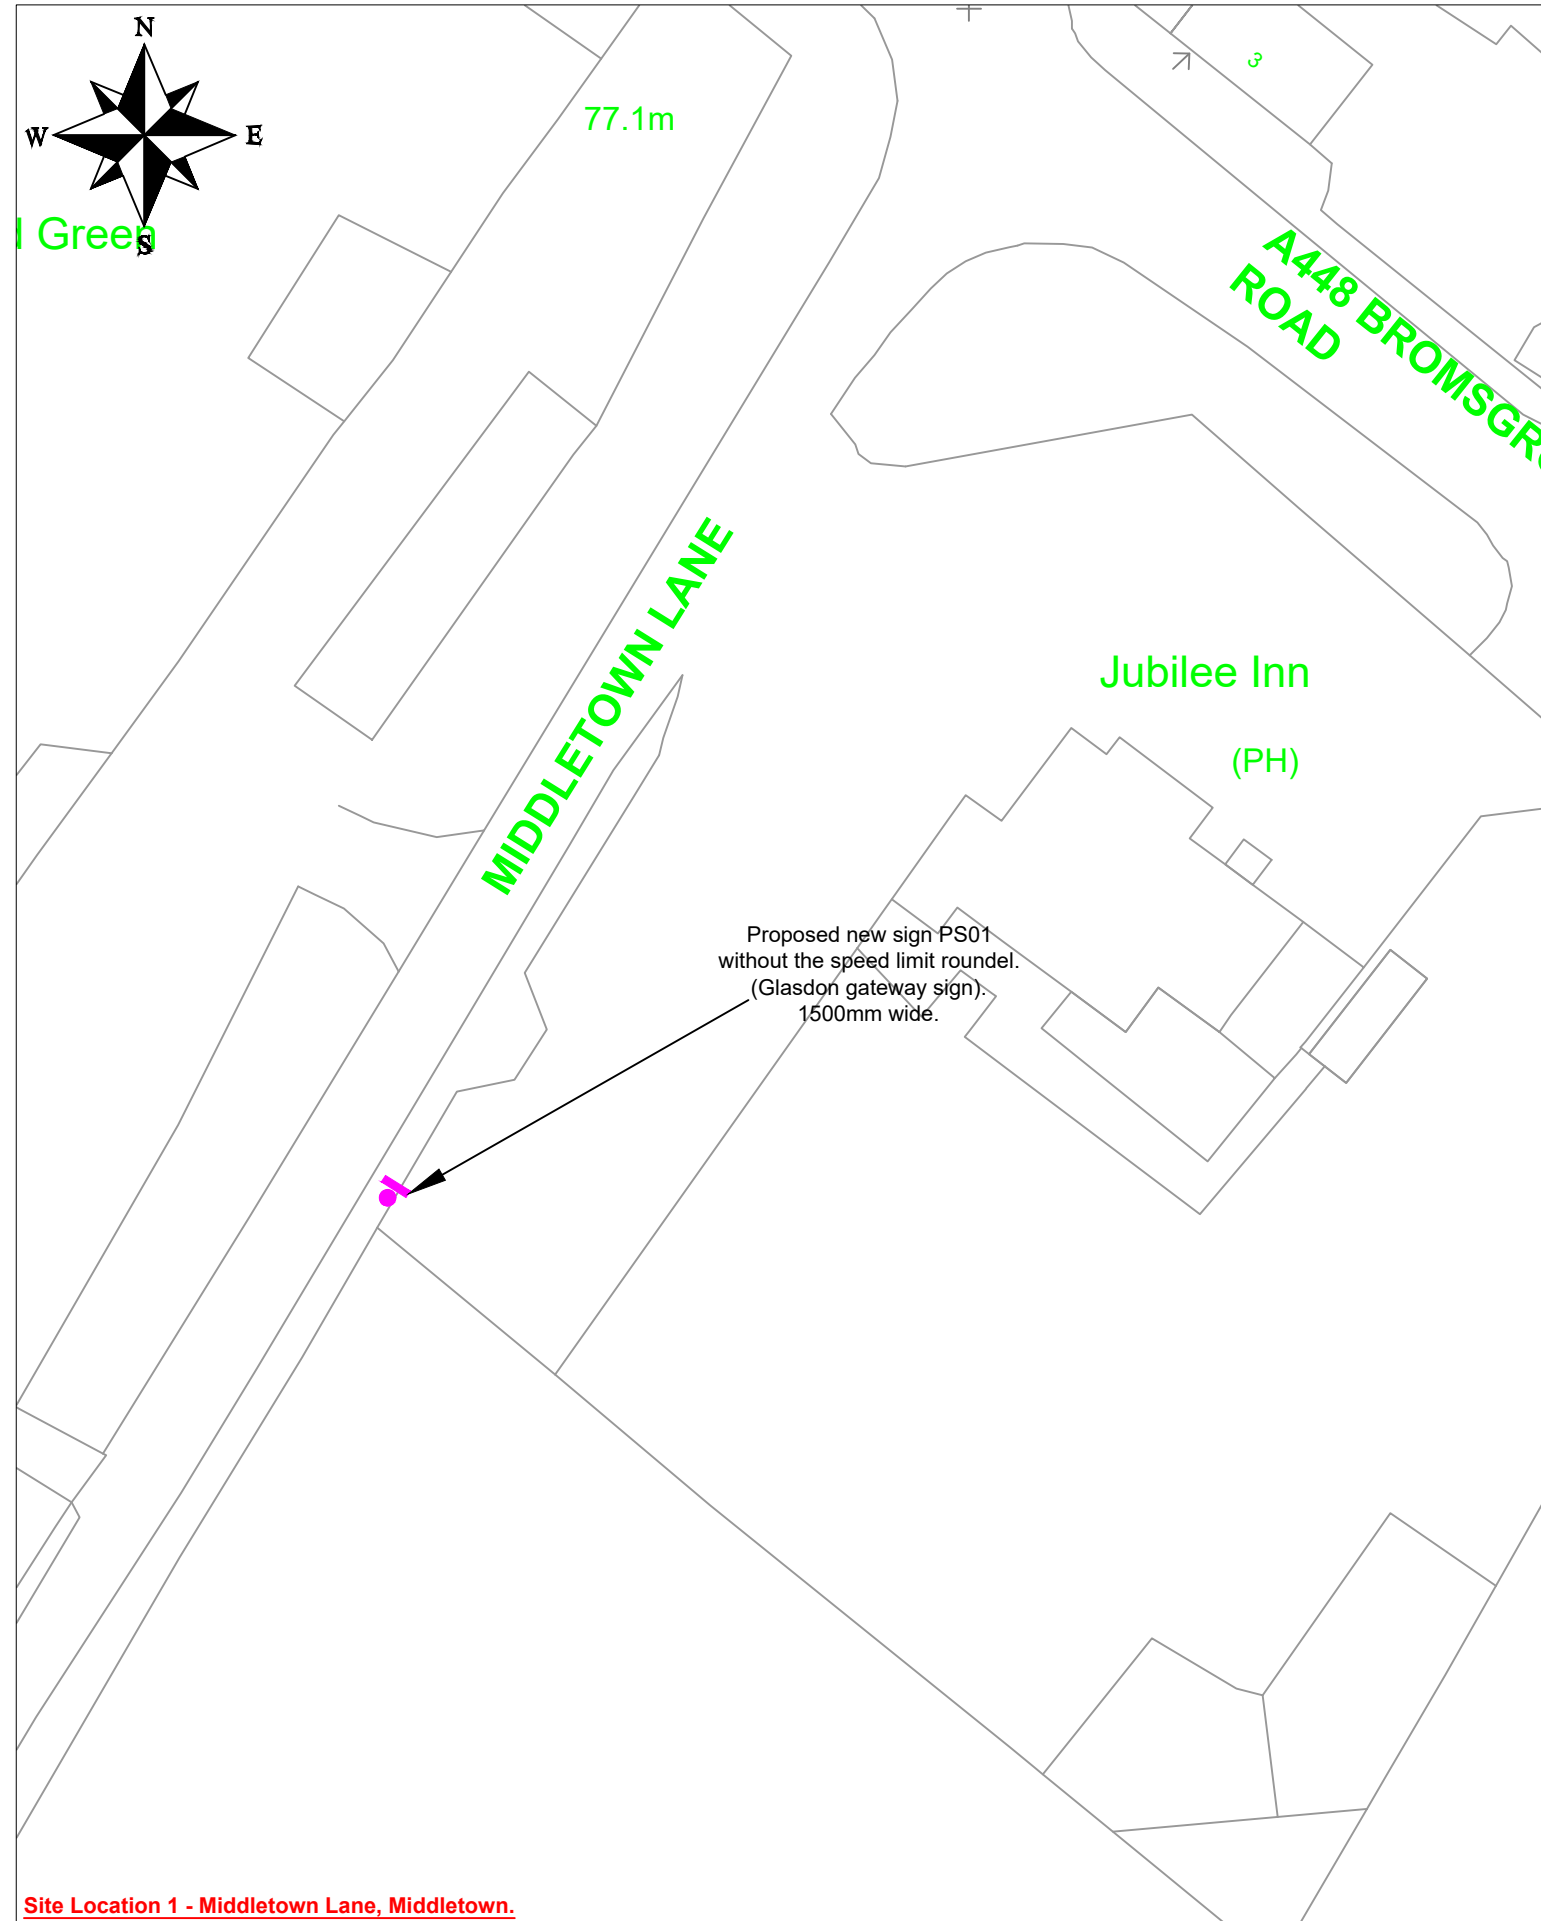 N
W
E
S
77.1m
3
Green
A448
ROAD
MIDDLETOWN LANE
Jubilee Inn
(PH)
Proposed new sign PS01
without the speed limit roundel.
(Glasdon gateway sign).
1500mm wide.
Site Location 1 - Middletown Lane, Middletown.